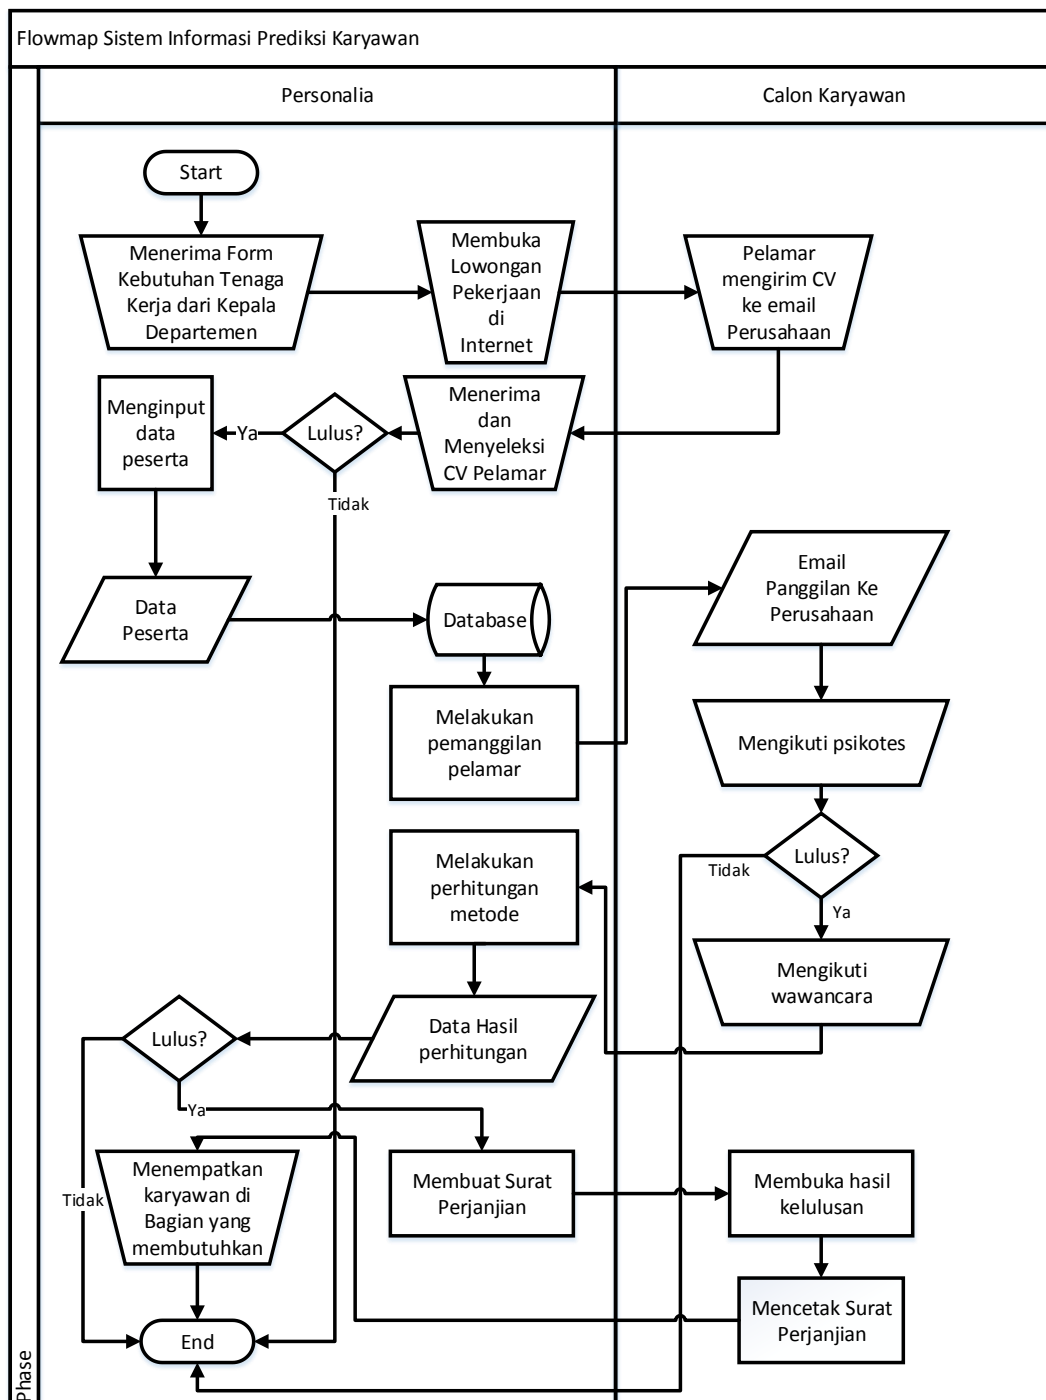 Flowmap Sistem Informasi Prediksi Karyawan
Personalia
Calon Karyawan
Start
Menerima Form
Kebutuhan Tenaga
Kerja dari Kepala
Departemen
Membuka
Lowongan
Pekerjaan
di
Internet
Pelamar
mengirim CV
ke email
Perusahaan
Menginput
data
peserta
Ya
Lulus?
Menerima
dan
Menyeleksi
CV Pelamar
Tidak
Email
Panggilan Ke
Perusahaan
Data
Peserta
Database
Melakukan
pemanggilan
pelamar
Mengikuti psikotes
Melakukan
perhitungan
metode
Tidak
Lulus?
Ya
Mengikuti
wawancara
Lulus?
Data Hasil
perhitungan
Ya
Tidak
Menempatkan
karyawan di
Bagian yang
membutuhkan
Membuat Surat
Perjanjian
Membuka hasil
kelulusan
Mencetak Surat
Perjanjian
End
Phase